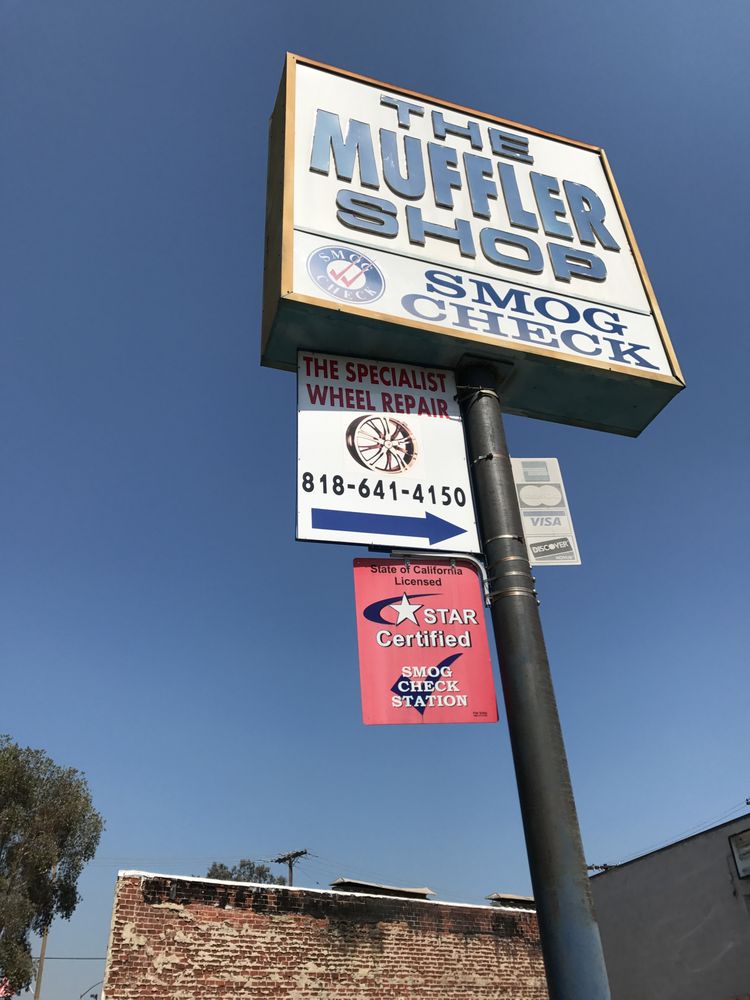 THE
MUFFLER
SHOP
SMOG
CHECK
SMOG
CHECK
THE SPECIALIST
WHEEL REPAIR
818-641-4150
VISA
DISCOVER
State of California
Licensed
STAR
Certified
SMOG
CHECK
STATION